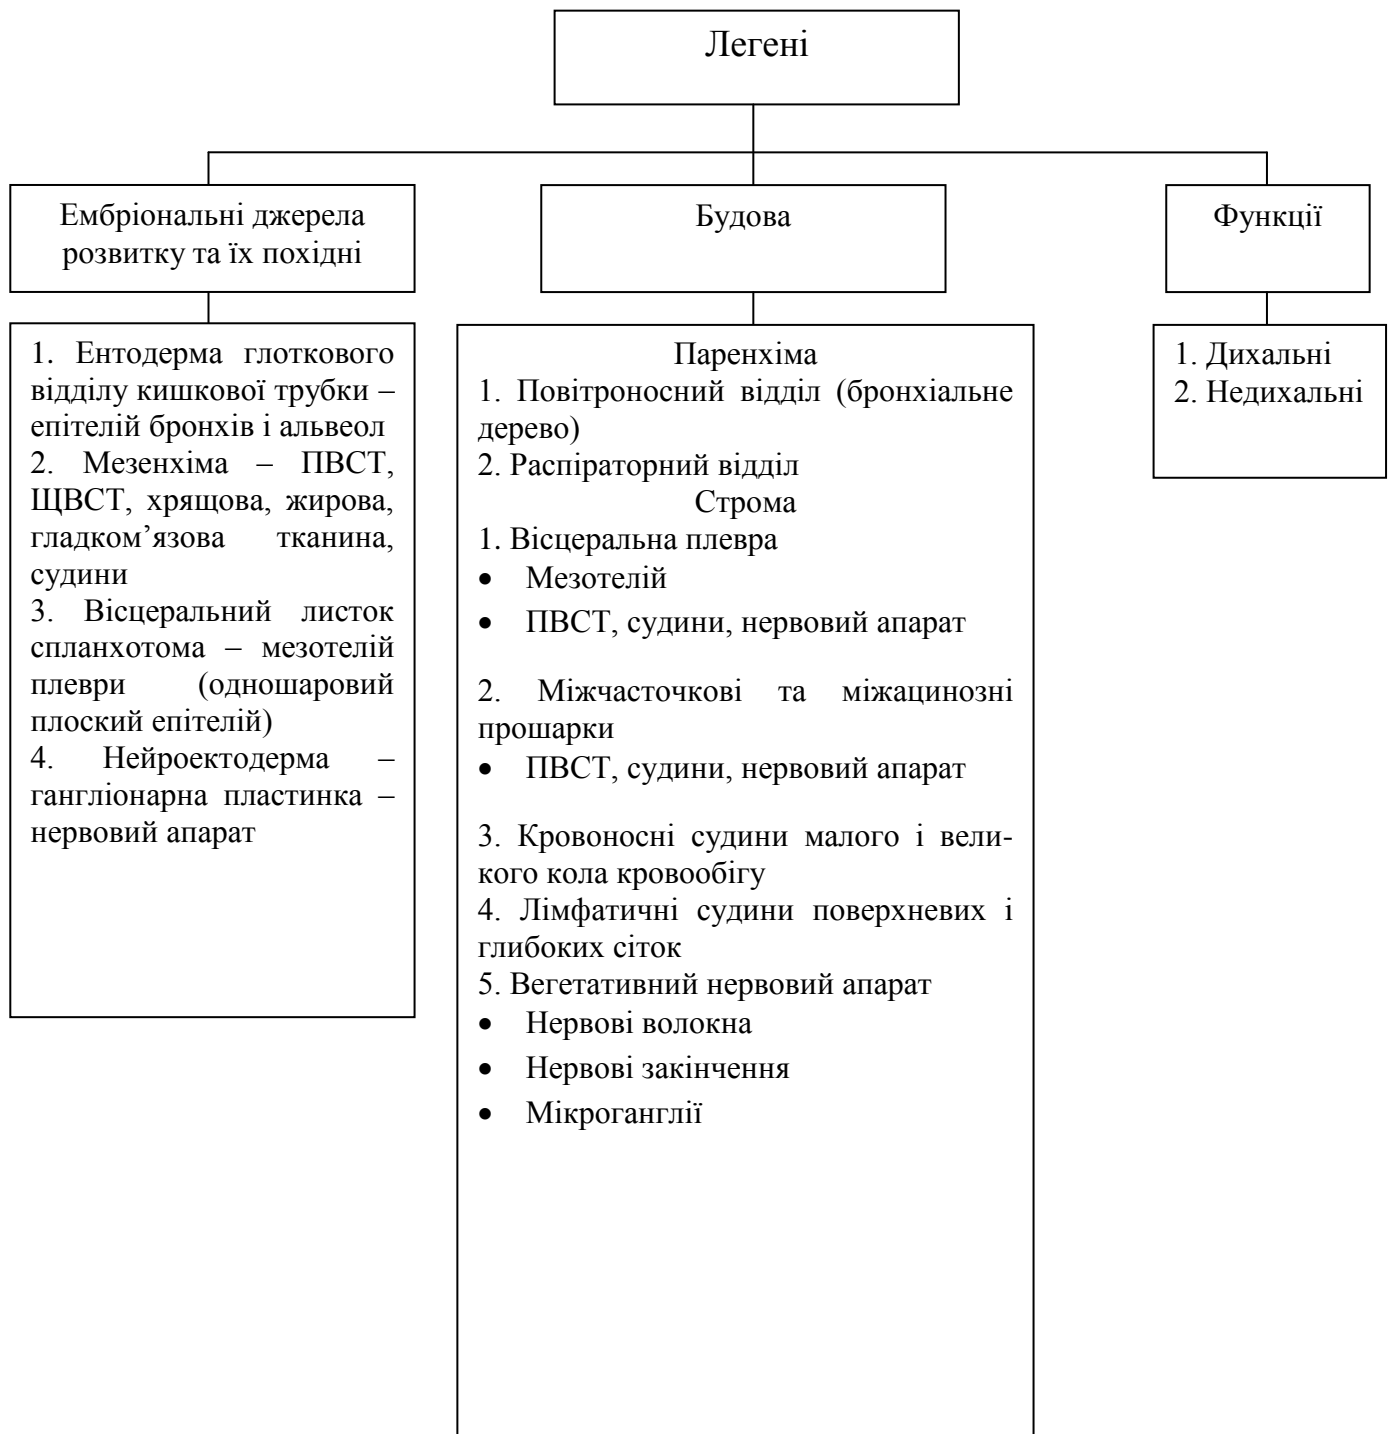 Легені
Ембріональні джерела
розвитку та їх похідні
Будова
Функції
1. Ентодерма глоткового
відділу кишкової трубки –
епітелій бронхів і альвеол
2. Мезенхіма – ПВСТ,
ЩВСТ, хрящова, жирова,
гладком’язова тканина,
судини
3. Вісцеральний листок
спланхотома – мезотелій
плеври (одношаровий
плоский епітелій)
4. Нейроектодерма –
гангліонарна пластинка –
нервовий апарат
Паренхіма
1. Повітроносний відділ (бронхіальне
дерево)
2. Распіраторний відділ
Строма
1. Вісцеральна плевра
• Мезотелій
• ПВСТ, судини, нервовий апарат
2. Міжчасточкові та міжацинозні
прошарки
• ПВСТ, судини, нервовий апарат
3. Кровоносні судини малого і вели-
кого кола кровообігу
4. Лімфатичні судини поверхневих і
глибоких сіток
5. Вегетативний нервовий апарат
• Нервові волокна
• Нервові закінчення
• Мікроганглії
1. Дихальні
2. Недихальні